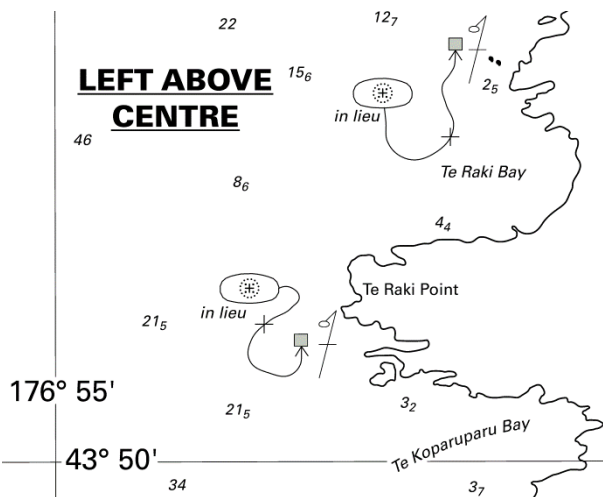 22
12₇
LEFT ABOVE
CENTRE
15₆
2₅
in lieu
46
Te Raki Bay
8₆
4₄
Te Raki Point
in lieu
21₅
176° 55'
21₅
3₂
Te Koparuparu Bay
43° 50'
34
3₇